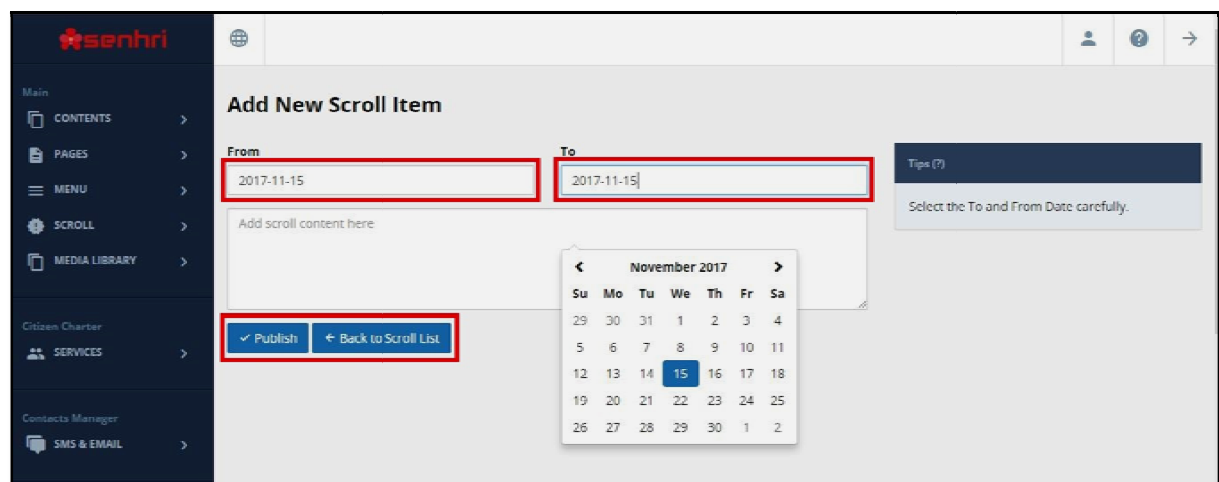 senhri
Main
CONTENTS
PAGES
MENU
SCROLL
MEDIA LIBRARY
Citizen Charter
SERVICES
Contacts Manager
SMS & EMAIL
Add New Scroll Item
From
2017-11-15
To
2017-11-15
Add scroll content here
November 2017
Su Mo Tu We Th Fr Sa
29 30 31 1 2 3 4
5 6 7 8 9 10 11
12 13 14 15 16 17 18
19 20 21 22 23 24 25
26 27 28 29 30 1 2
Publish
Back to Scroll List
Tips (?)
Select the To and From Date carefully.